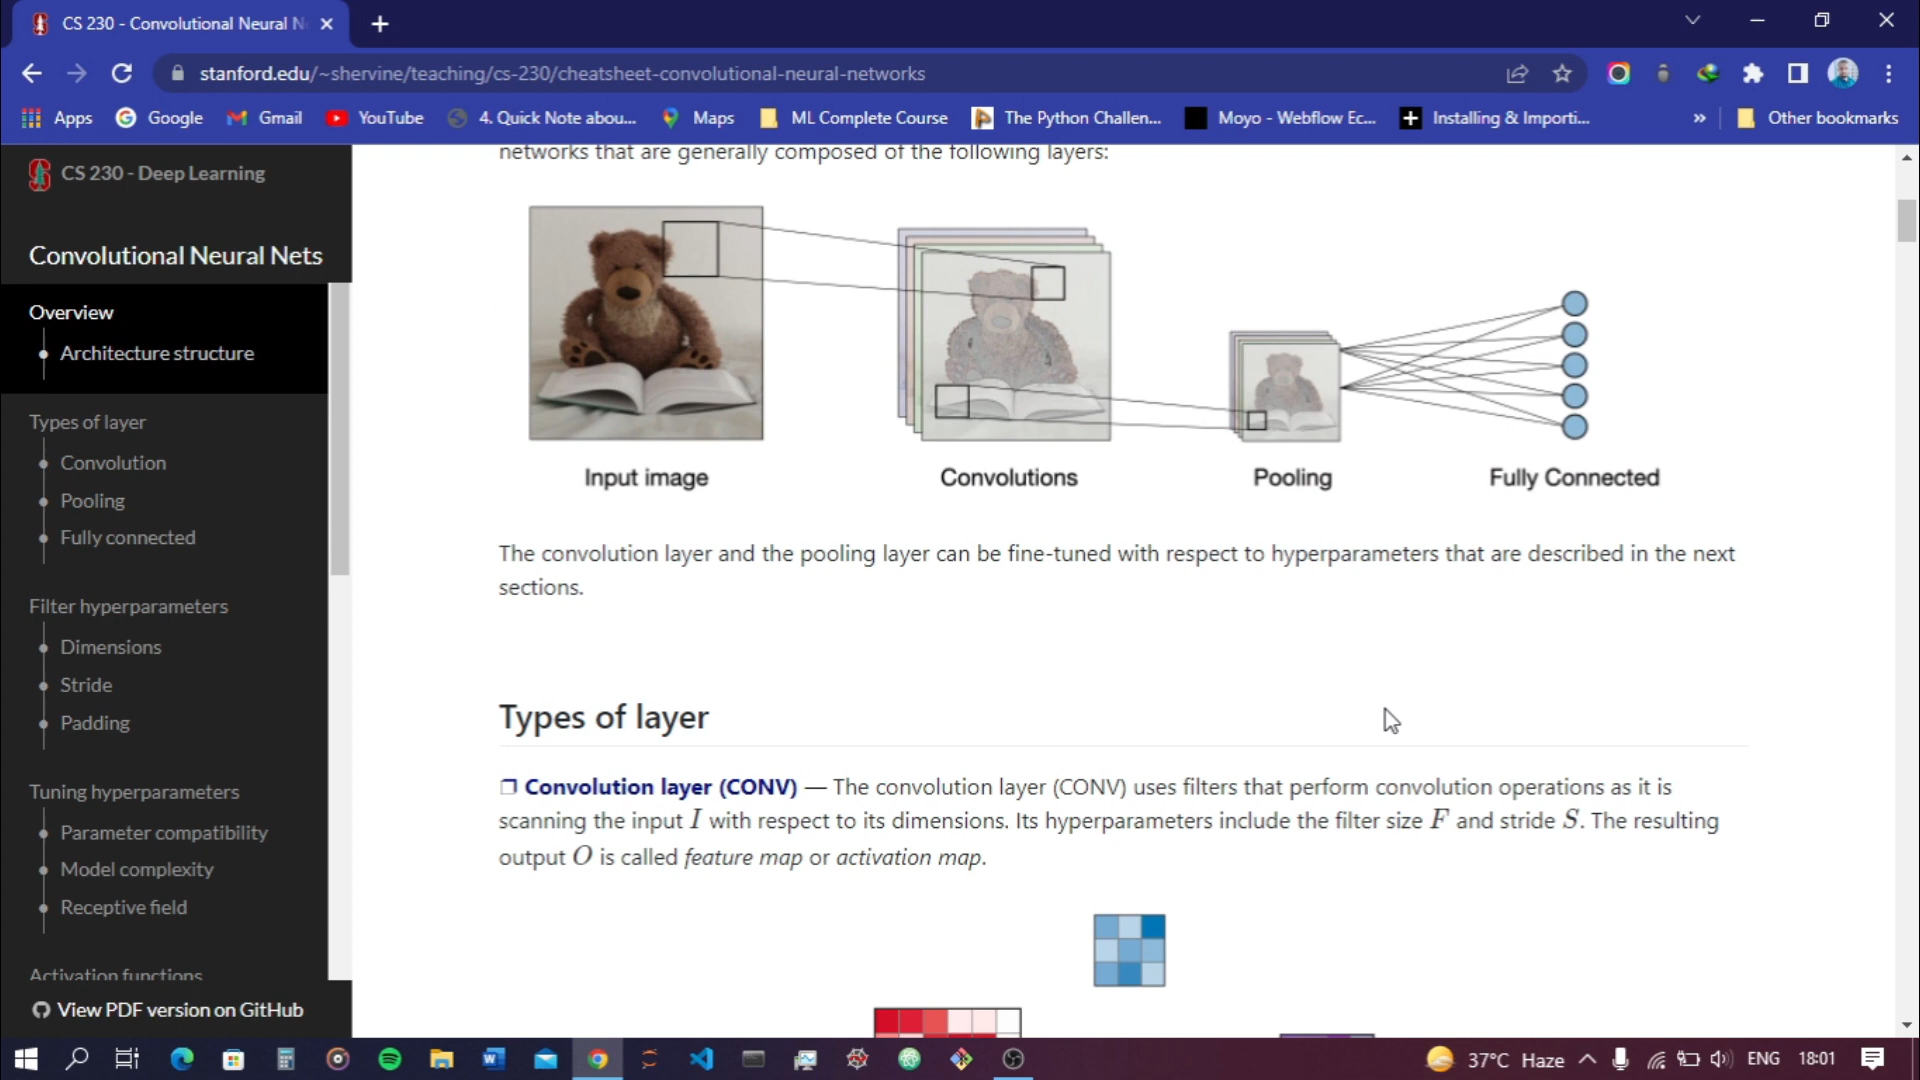 CS 230 - Convolutional Neural N
stanford.edu/~shervine/teaching/cs-230/cheatsheet-convolutional-neural-networks
Apps Google Gmail YouTube 4. Quick Note abou... Maps ML Complete Course The Python Challen... Moyo - Webflow Ec... Installing & Importi... » Other bookmarks
CS 230 - Deep Learning
Convolutional Neural Nets
Overview
Architecture structure
Types of layer
Convolution
Pooling
Fully connected
Filter hyperparameters
Dimensions
Stride
Padding
Tuning hyperparameters
Parameter compatibility
Model complexity
Receptive field
Activation functions
View PDF version on GitHub
networks that are generally composed of the following layers:
Input image Convolutions Pooling Fully Connected
The convolution layer and the pooling layer can be fine-tuned with respect to hyperparameters that are described in the next
sections.
Types of layer
❒ Convolution layer (CONV) — The convolution layer (CONV) uses filters that perform convolution operations as it is
scanning the input I with respect to its dimensions. Its hyperparameters include the filter size F and stride S. The resulting
output O is called feature map or activation map.
37°C Haze ENG 18:01